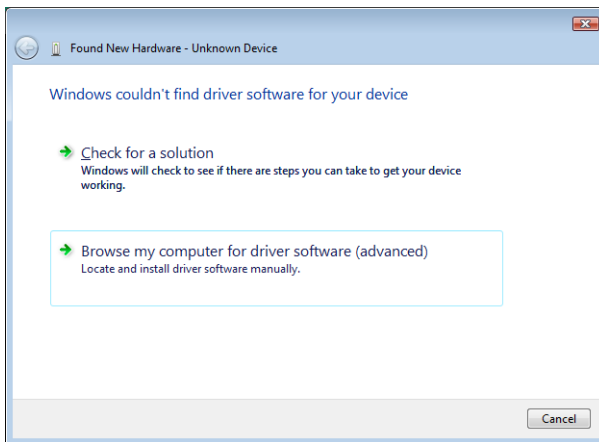 Found New Hardware - Unknown Device
Windows couldn't find driver software for your device
Check for a solution
Windows will check to see if there are steps you can take to get your device
working.
Browse my computer for driver software (advanced)
Locate and install driver software manually.
Cancel